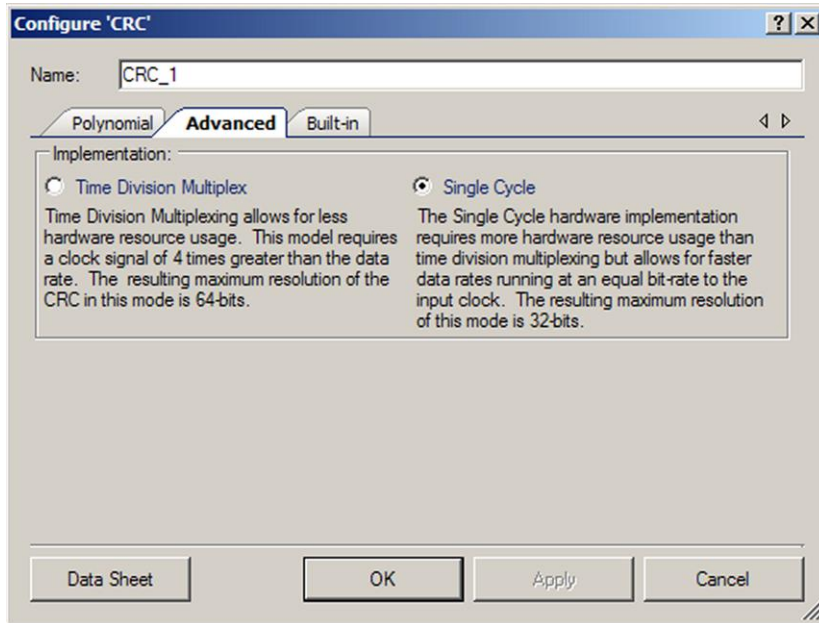 Configure 'CRC'
Name: CRC_1
Polynomial Advanced Built-in
Implementation:
Time Division Multiplex
Time Division Multiplexing allows for less
hardware resource usage. This model requires
a clock signal of 4 times greater than the data
rate. The resulting maximum resolution of the
CRC in this mode is 64-bits.
Single Cycle
The Single Cycle hardware implementation
requires more hardware resource usage than
time division multiplexing but allows for faster
data rates running at an equal bit-rate to the
input clock. The resulting maximum resolution
of this mode is 32-bits.
Data Sheet OK Apply Cancel